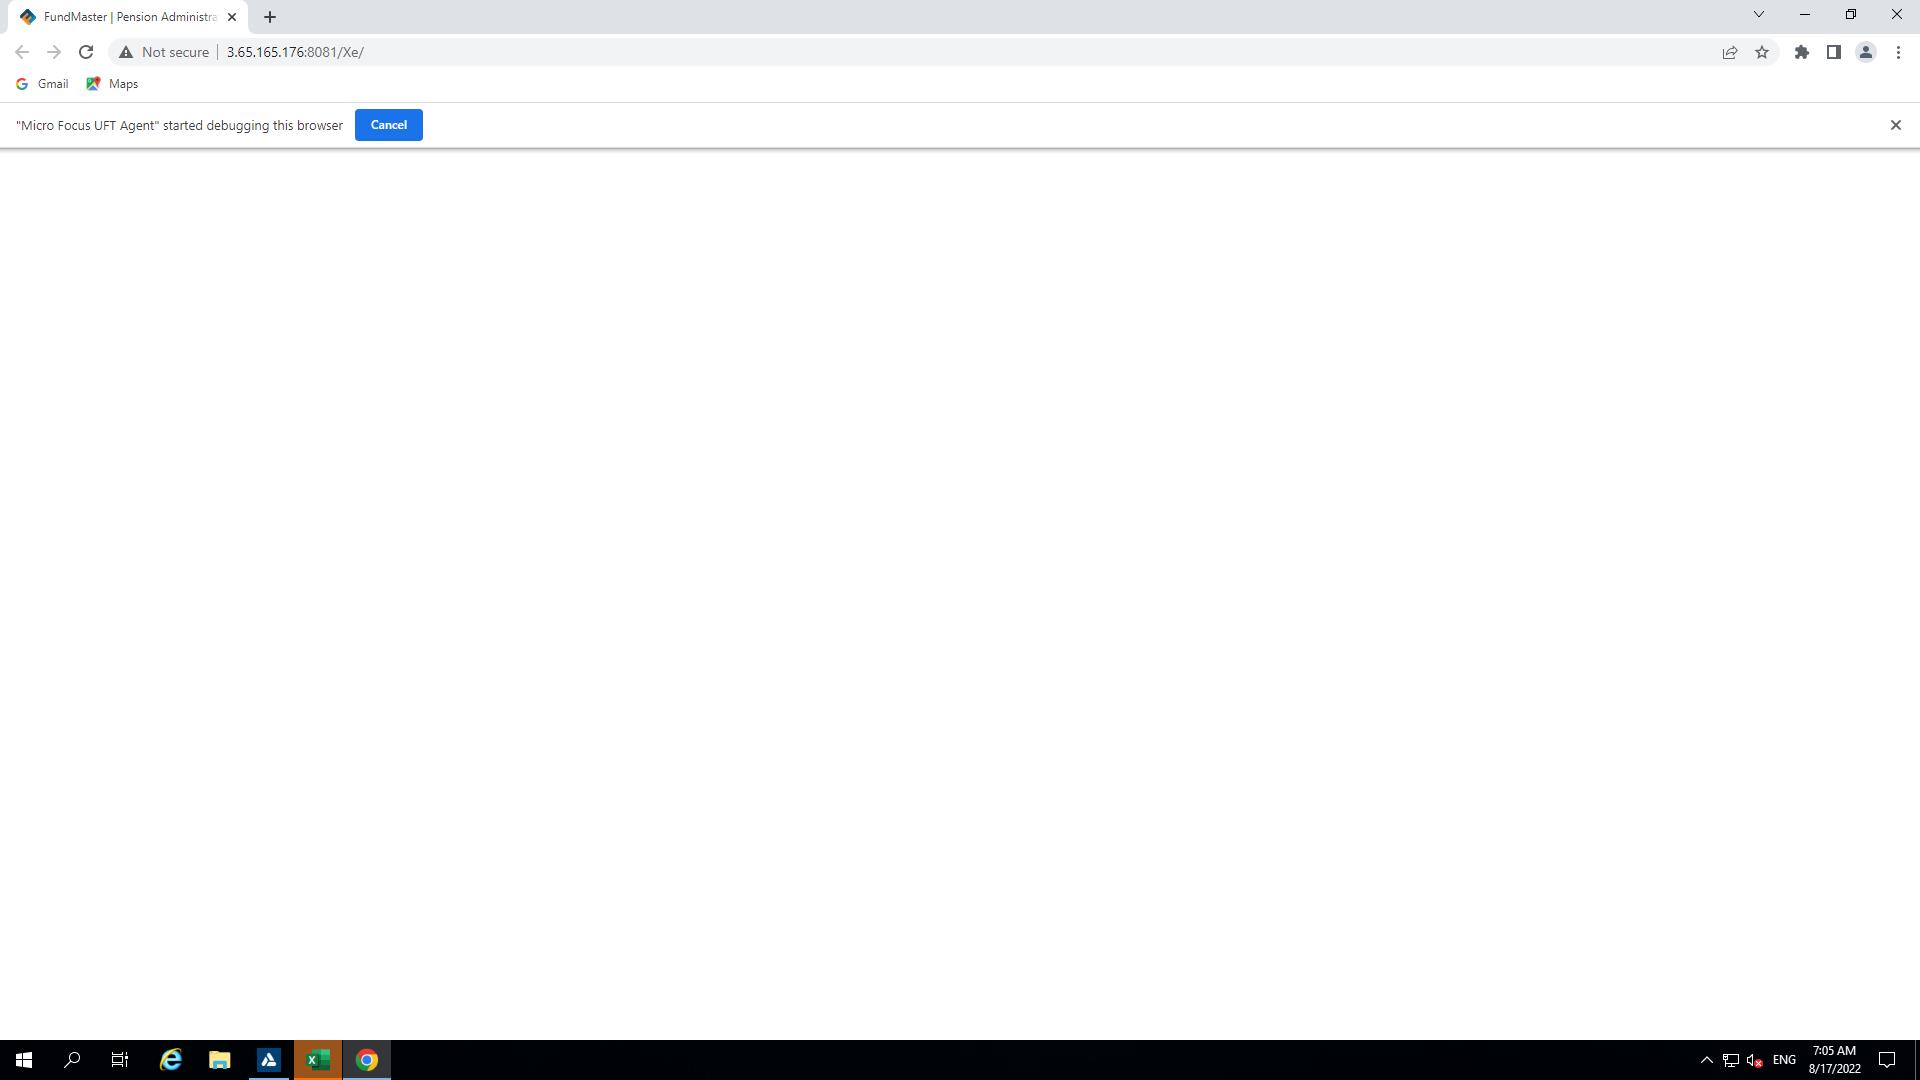 FundMaster | Pension Administra
Not secure
3.65.165.176:8081/Xe/
Gmail
Maps
"Micro Focus UFT Agent" started debugging this browser
Cancel
ENG
7:05 AM
8/17/2022